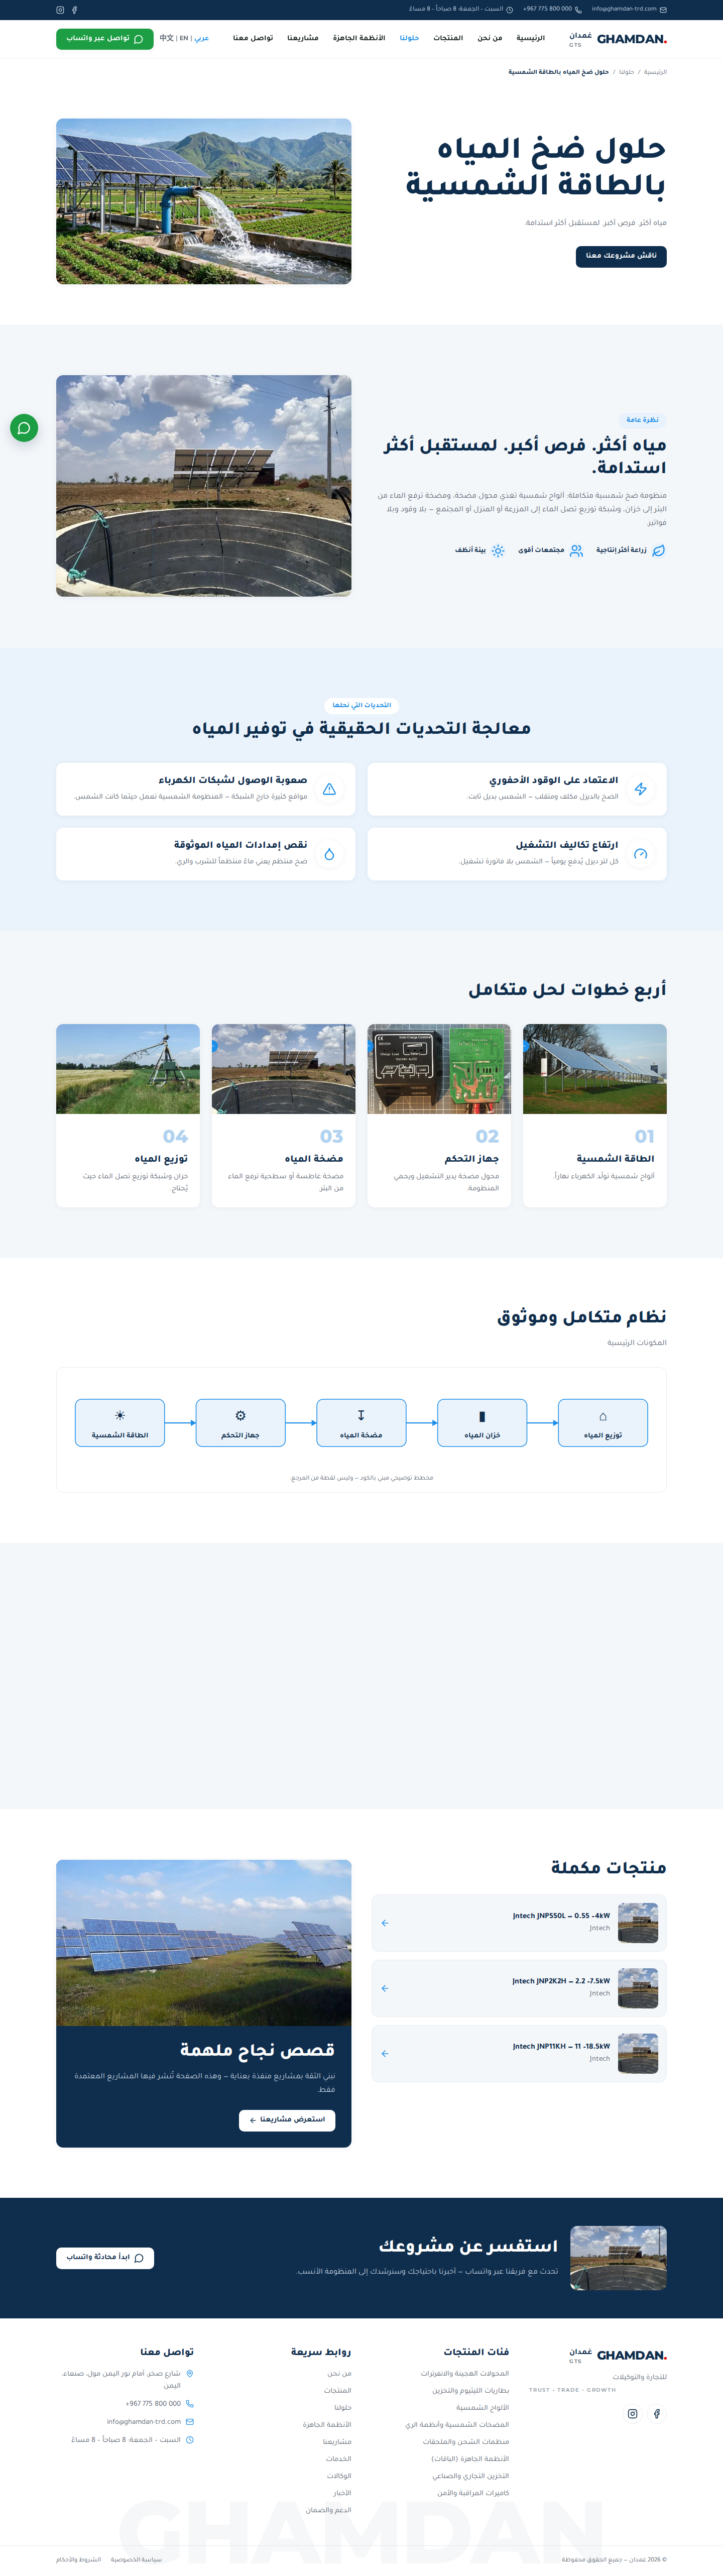 info@ghamdan-trd.com
+967 775 800 000
السبت - الجمعة: 8 صباحاً - 8 مساءً
GHAMDAN.
غمدان
GTS
الرئيسية
من نحن
المنتجات
حلولنا
الأنظمة الجاهزة
مشاريعنا
تواصل معنا
عربي | EN | 中文
تواصل عبر واتساب
الرئيسية / حلولنا / حلول ضخ المياه بالطاقة الشمسية
حلول ضخ المياه
بالطاقة الشمسية
مياه أكثر. فرص أكبر. لمستقبل أكثر استدامة.
ناقش مشروعك معنا
نظرة عامة
مياه أكثر. فرص أكبر. لمستقبل أكثر
استدامة.
منظومة ضخ شمسية متكاملة: ألواح شمسية تغذي محول مضخة، ومضخة ترفع الماء من
البئر إلى خزان، وشبكة توزيع تصل الماء إلى المزرعة أو المنزل أو المجتمع — بلا وقود وبلا
فواتير.
زراعة أكثر إنتاجية
مجتمعات أقوى
بيئة أنظف
التحديات التي نحلها
معالجة التحديات الحقيقية في توفير المياه
الاعتماد على الوقود الأحفوري
الضخ بالديزل مكلف ومتقلب — الشمس بديل ثابت.
صعوبة الوصول لشبكات الكهرباء
مواقع كثيرة خارج الشبكة — المنظومة الشمسية تعمل حيثما كانت الشمس.
ارتفاع تكاليف التشغيل
كل لتر ديزل يُدفع يومياً — الشمس بلا فاتورة تشغيل.
نقص إمدادات المياه الموثوقة
ضخ منتظم يعني ماءً منتظماً للشرب والري.
أربع خطوات لحل متكامل
01
الطاقة الشمسية
ألواح شمسية تولّد الكهرباء نهاراً.
02
جهاز التحكم
محول مضخة يدير التشغيل ويحمي
المنظومة.
03
مضخة المياه
مضخة غاطسة أو سطحية ترفع الماء
من البئر.
04
توزيع المياه
خزان وشبكة توزيع تصل الماء حيث
يُحتاج.
نظام متكامل وموثوق
المكونات الرئيسية
توزيع المياه
خزان المياه
مضخة المياه
جهاز التحكم
الطاقة الشمسية
مخطط توضيحي مبني بالكود — وليس لقطة من المرجع.
منتجات مكملة
Jntech JNP550L — 0.55 -4kW
Jntech
Jntech JNP2K2H — 2.2 -7.5kW
Jntech
Jntech JNP11KH — 11 -18.5kW
Jntech
قصص نجاح ملهمة
نبني الثقة بمشاريع منفذة بعناية — وهذه الصفحة تُنشر فيها المشاريع المعتمدة
فقط.
استعرض مشاريعنا
استفسر عن مشروعك
تحدث مع فريقنا عبر واتساب — أخبرنا باحتياجك وسنرشدك إلى المنظومة الأنسب.
ابدأ محادثة واتساب
GHAMDAN.
غمدان
GTS
للتجارة والتوكيلات
TRUST - TRADE - GROWTH
فئات المنتجات
المحولات الهجينة والانفرترات
بطاريات الليثيوم والتخزين
الألواح الشمسية
المضخات الشمسية وأنظمة الري
منظمات الشحن والملحقات
الأنظمة الجاهزة (الباقات)
التخزين التجاري والصناعي
كاميرات المراقبة والأمن
روابط سريعة
من نحن
المنتجات
حلولنا
الأنظمة الجاهزة
مشاريعنا
الخدمات
الوكالات
الأخبار
الدعم والضمان
تواصل معنا
شارع صخر، أمام نور اليمن مول، صنعاء،
اليمن
+967 775 800 000
info@ghamdan-trd.com
السبت - الجمعة: 8 صباحاً - 8 مساءً
GHAMDAN
© 2026 غمدان — جميع الحقوق محفوظة
سياسة الخصوصية
الشروط والأحكام